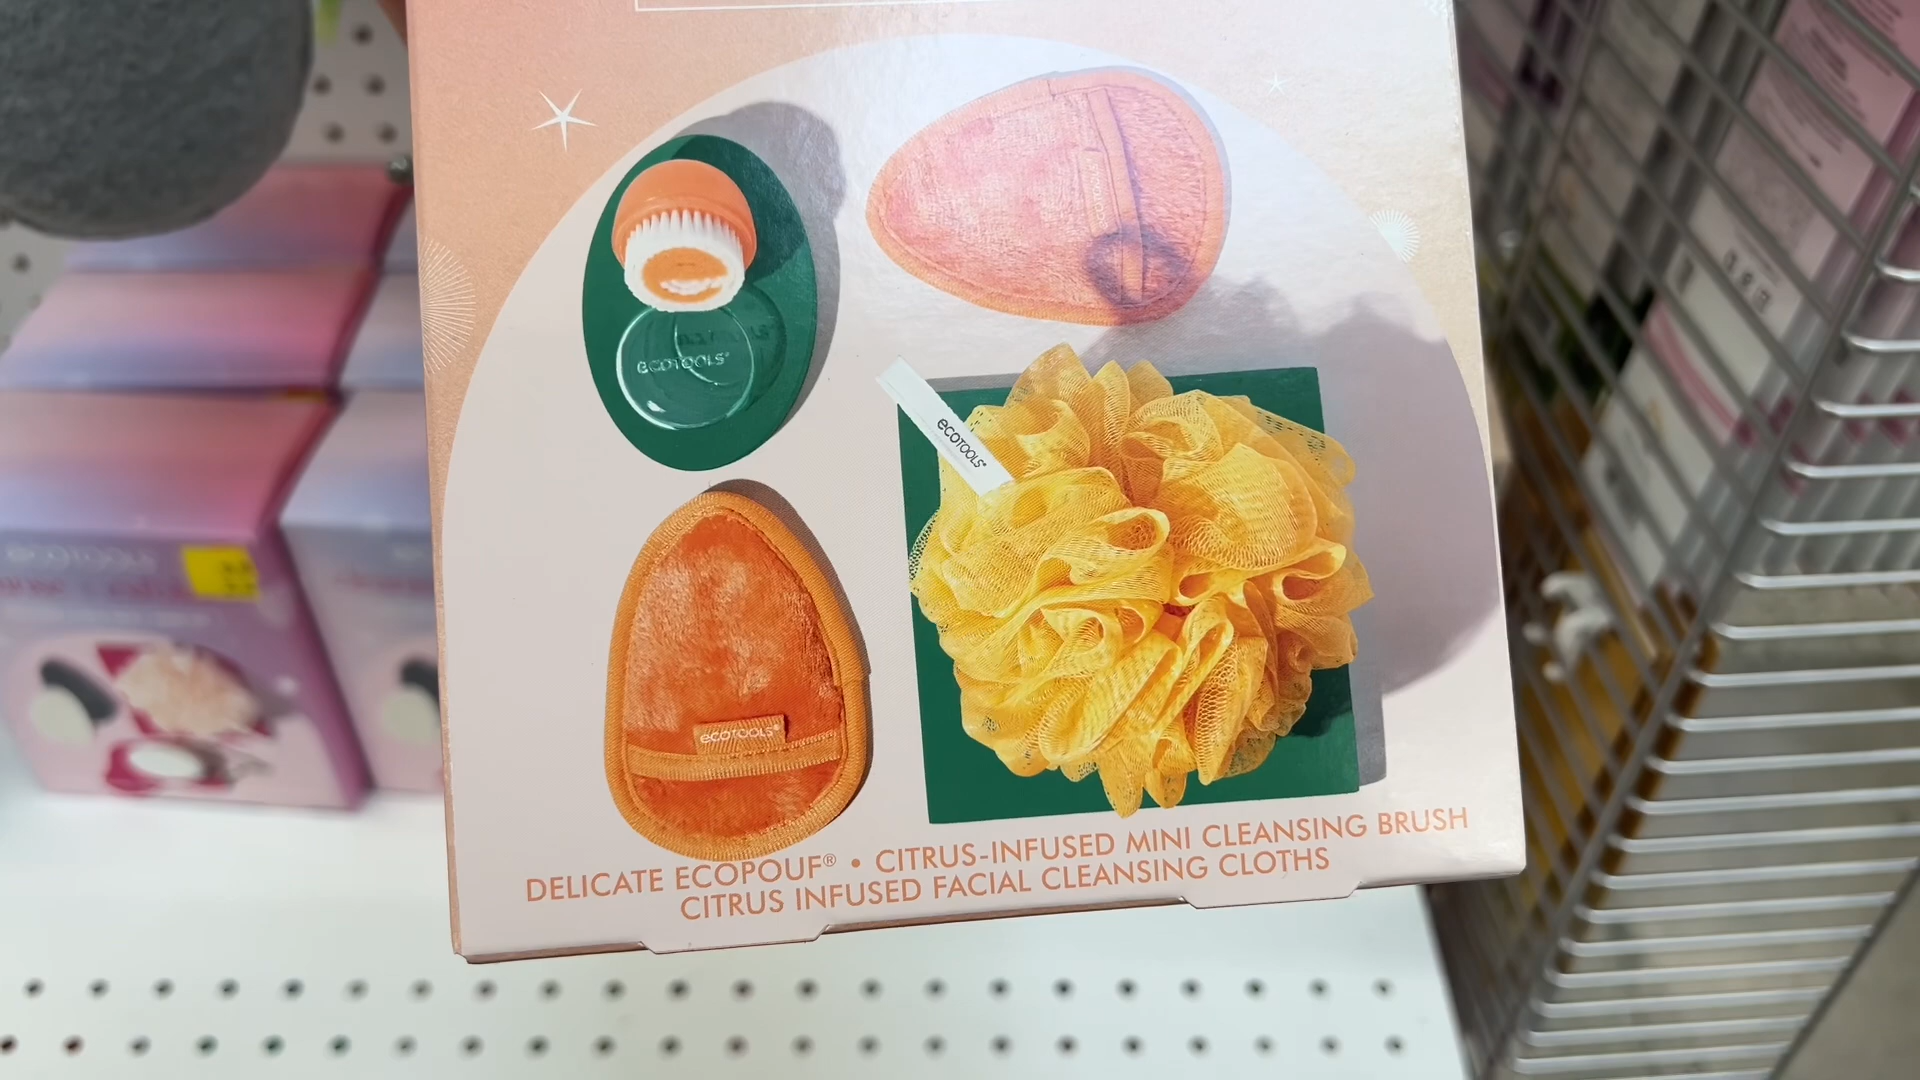 ecotools
ecotools®
ecotools®
ecotools®
DELICATE ECOPOUF® • CITRUS-INFUSED MINI CLEANSING BRUSH
CITRUS INFUSED FACIAL CLEANSING CLOTHS